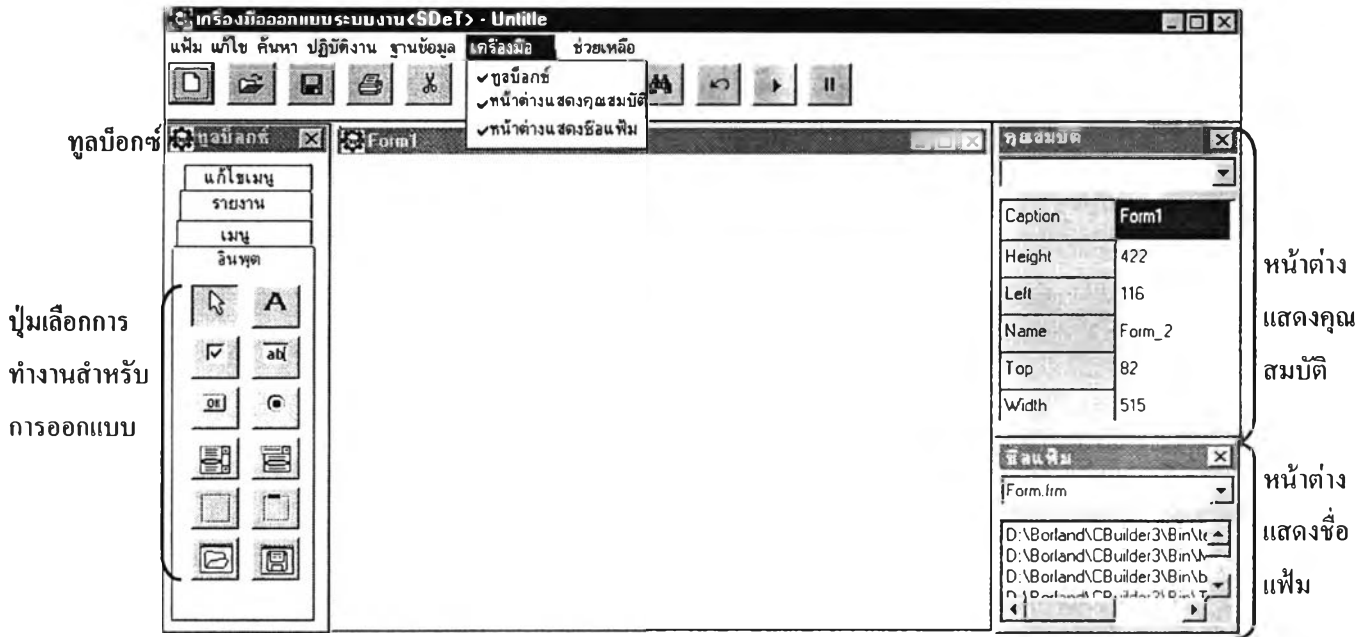 เครื่องมือออกแบบระบบงาน<SDeT> - Untitle
แฟ้ม แก้ไข ค้นหา ปฏิบัติงาน ฐานข้อมูล เครื่องมือ ช่วยเหลือ
✓ทูลบ็อกซ์
✓หน้าต่างแสดงคุณสมบัติ
✓หน้าต่างแสดงชื่อแฟ้ม
ทูลบ็อกซ์
ทูลบ็อกซ์
Form1
คุณสมบัติ
แก้ไขเมนู
รายงาน
เมนู
อินพุต
A
ab
OK
ปุ่มเลือกการ
ทำงานสำหรับ
การออกแบบ
Caption Form1
Height 422
Left 116
Name Form_2
Top 82
Width 515
หน้าต่าง
แสดงคุณ
สมบัติ
ชื่อแฟ้ม
Form.frm
D:\Borland\CBuilder3\Bin\te
D:\Borland\CBuilder3\Bin\
D:\Borland\CBuilder3\Bin\b
D:\Borland\CBuilder3\Bin\T
หน้าต่าง
แสดงชื่อ
แฟ้ม